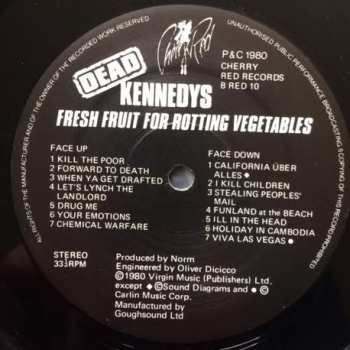 ALL RIGHTS OF THE MANUFACTURER AND OF THE OWNER OF THE RECORDED WORK RESERVED
UNAUTHORISED PUBLIC PERFORMANCE BROADCASTING & COPYING OF THIS RECORD PROHIBITED
DEAD
KENNEDYS
P&C 1980
CHERRY
RED RECORDS
B RED 10
FRESH FRUIT FOR ROTTING VEGETABLES
FACE UP
1 KILL THE POOR
2 FORWARD TO DEATH
3 WHEN YA GET DRAFTED
4 LET'S LYNCH THE
LANDLORD
5 DRUG ME
6 YOUR EMOTIONS
7 CHEMICAL WARFARE
FACE DOWN
1 CALIFORNIA ÜBER
ALLES ♦
2 I KILL CHILDREN
3 STEALING PEOPLES'
MAIL
4 FUNLAND at the BEACH
5 ILL IN THE HEAD
6 HOLIDAY IN CAMBODIA
7 VIVA LAS VEGAS ●
STEREO
33⅓RPM
Produced by Norm
Engineered by Oliver Dicicco
©1980 Virgin Music (Publishers) Ltd.
except ♦©Sound Diagrams and ●©
Carlin Music Corp.
Manufactured by
Goughsound Ltd